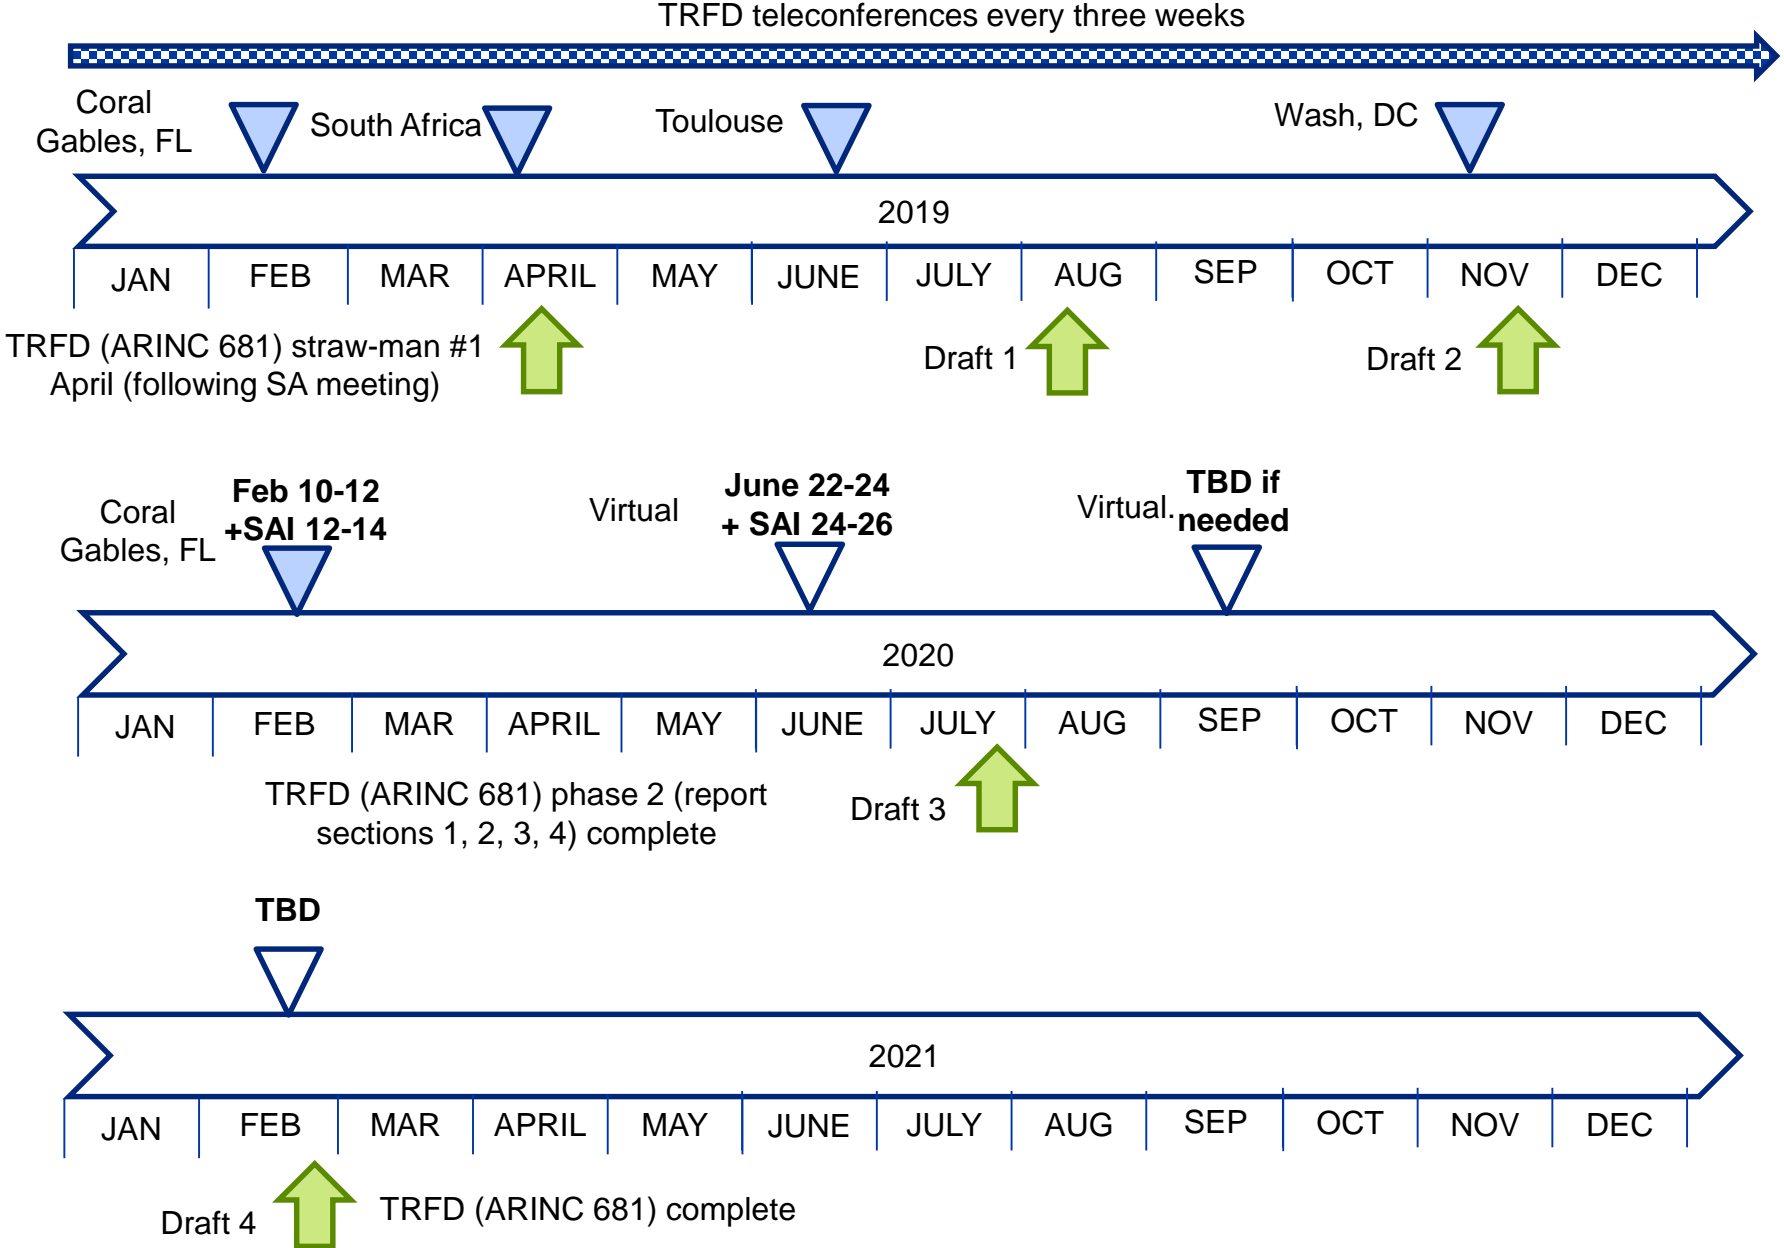 TRFD teleconferences every three weeks
Coral
Gables, FL
South Africa
Toulouse
Wash, DC
2019
JAN
FEB
MAR
APRIL
MAY
JUNE
JULY
AUG
SEP
OCT
NOV
DEC
TRFD (ARINC 681) straw-man #1
April (following SA meeting)
Draft 1
Draft 2
Coral
Gables, FL
Feb 10-12
+SAI 12-14
Virtual
June 22-24
+ SAI 24-26
Virtual.
TBD if
needed
2020
JAN
FEB
MAR
APRIL
MAY
JUNE
JULY
AUG
SEP
OCT
NOV
DEC
TRFD (ARINC 681) phase 2 (report
sections 1, 2, 3, 4) complete
Draft 3
TBD
2021
JAN
FEB
MAR
APRIL
MAY
JUNE
JULY
AUG
SEP
OCT
NOV
DEC
Draft 4
TRFD (ARINC 681) complete